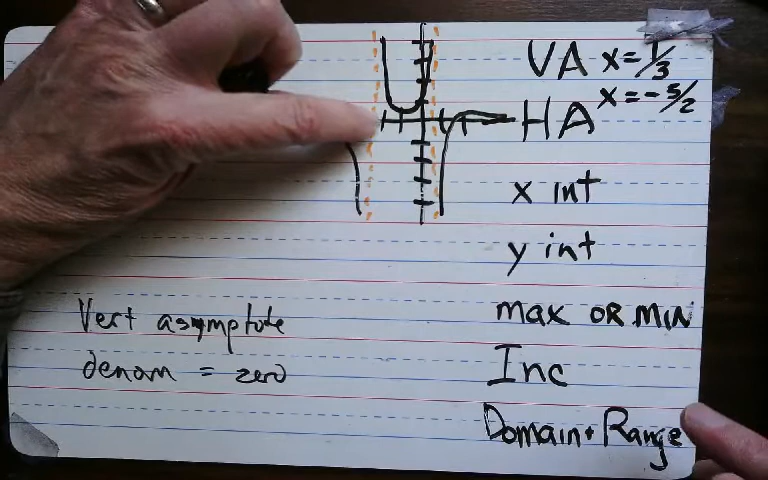 VA x = 1/3
x = -5/2
HA
x int
y int
max OR MIN
Vert asymptote
denom = zero
Inc
Domain + Range